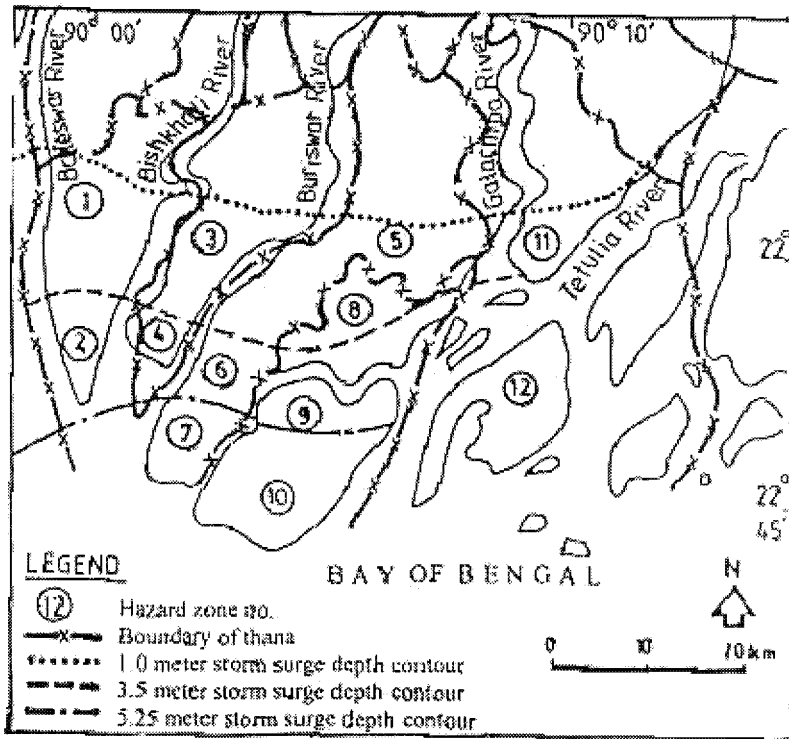 90° 00'
90° 10'
Baleswar River
Bishkhali River
Buriswar River
Galachipa River
Tetulia River
22°
1
2
3
4
5
6
7
8
9
10
11
12
22°
45'
BAY OF BENGAL
LEGEND
12 Hazard zone no.
x Boundary of thana
1.0 meter storm surge depth contour
3.5 meter storm surge depth contour
5.25 meter storm surge depth contour
N
0 10 20 km